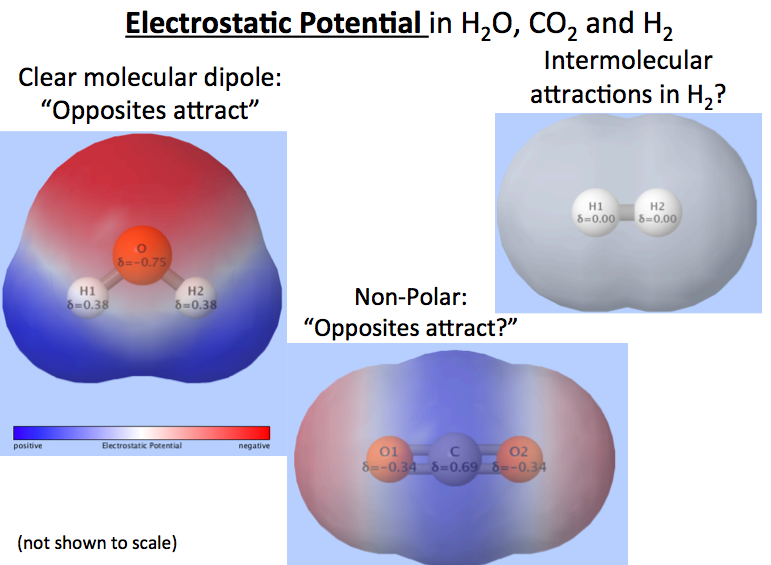 Electrostatic Potential in H₂O, CO₂ and H₂
Clear molecular dipole:
“Opposites attract”
Intermolecular
attractions in H₂?
O
δ=-0.75
H1
δ=0.38
H2
δ=0.38
positive
Electrostatic Potential
negative
H1
δ=0.00
H2
δ=0.00
Non-Polar:
“Opposites attract?”
O1
δ=-0.34
C
δ=0.69
O2
δ=-0.34
(not shown to scale)